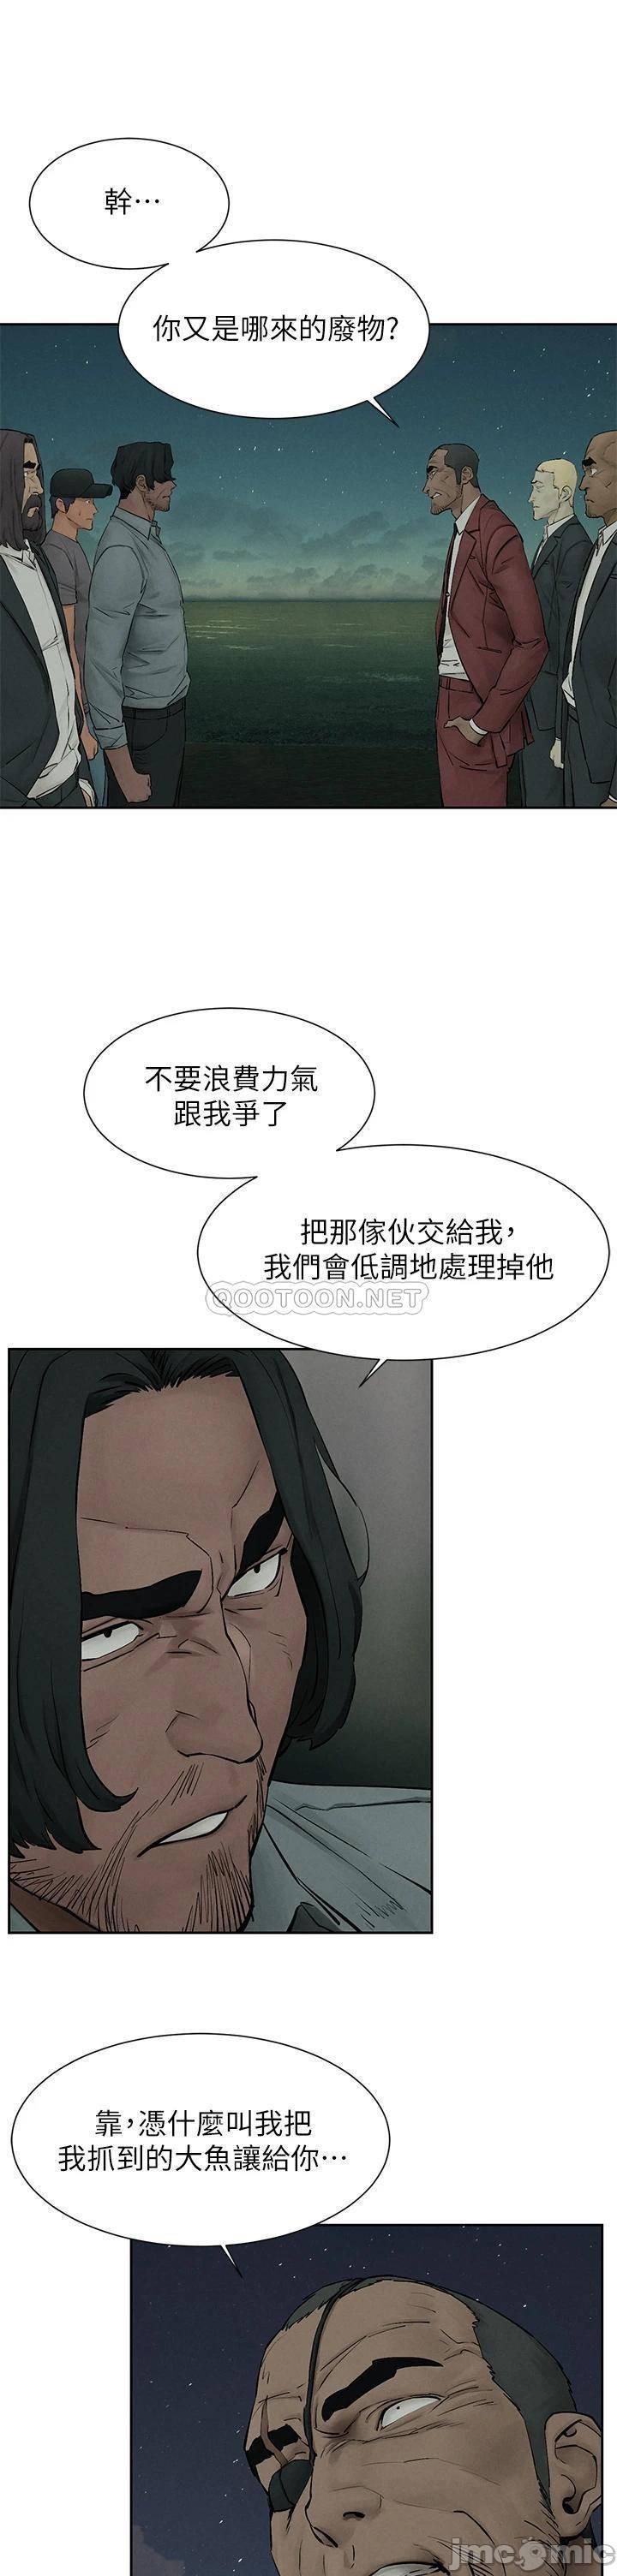 幹⋯
你又是哪來的廢物?
不要浪費力氣
跟我爭了
把那傢伙交給我,
我們會低調地處理掉他
QOOTOON.NET
靠,憑什麼叫我把
我抓到的大魚讓給你⋯
jmcomic